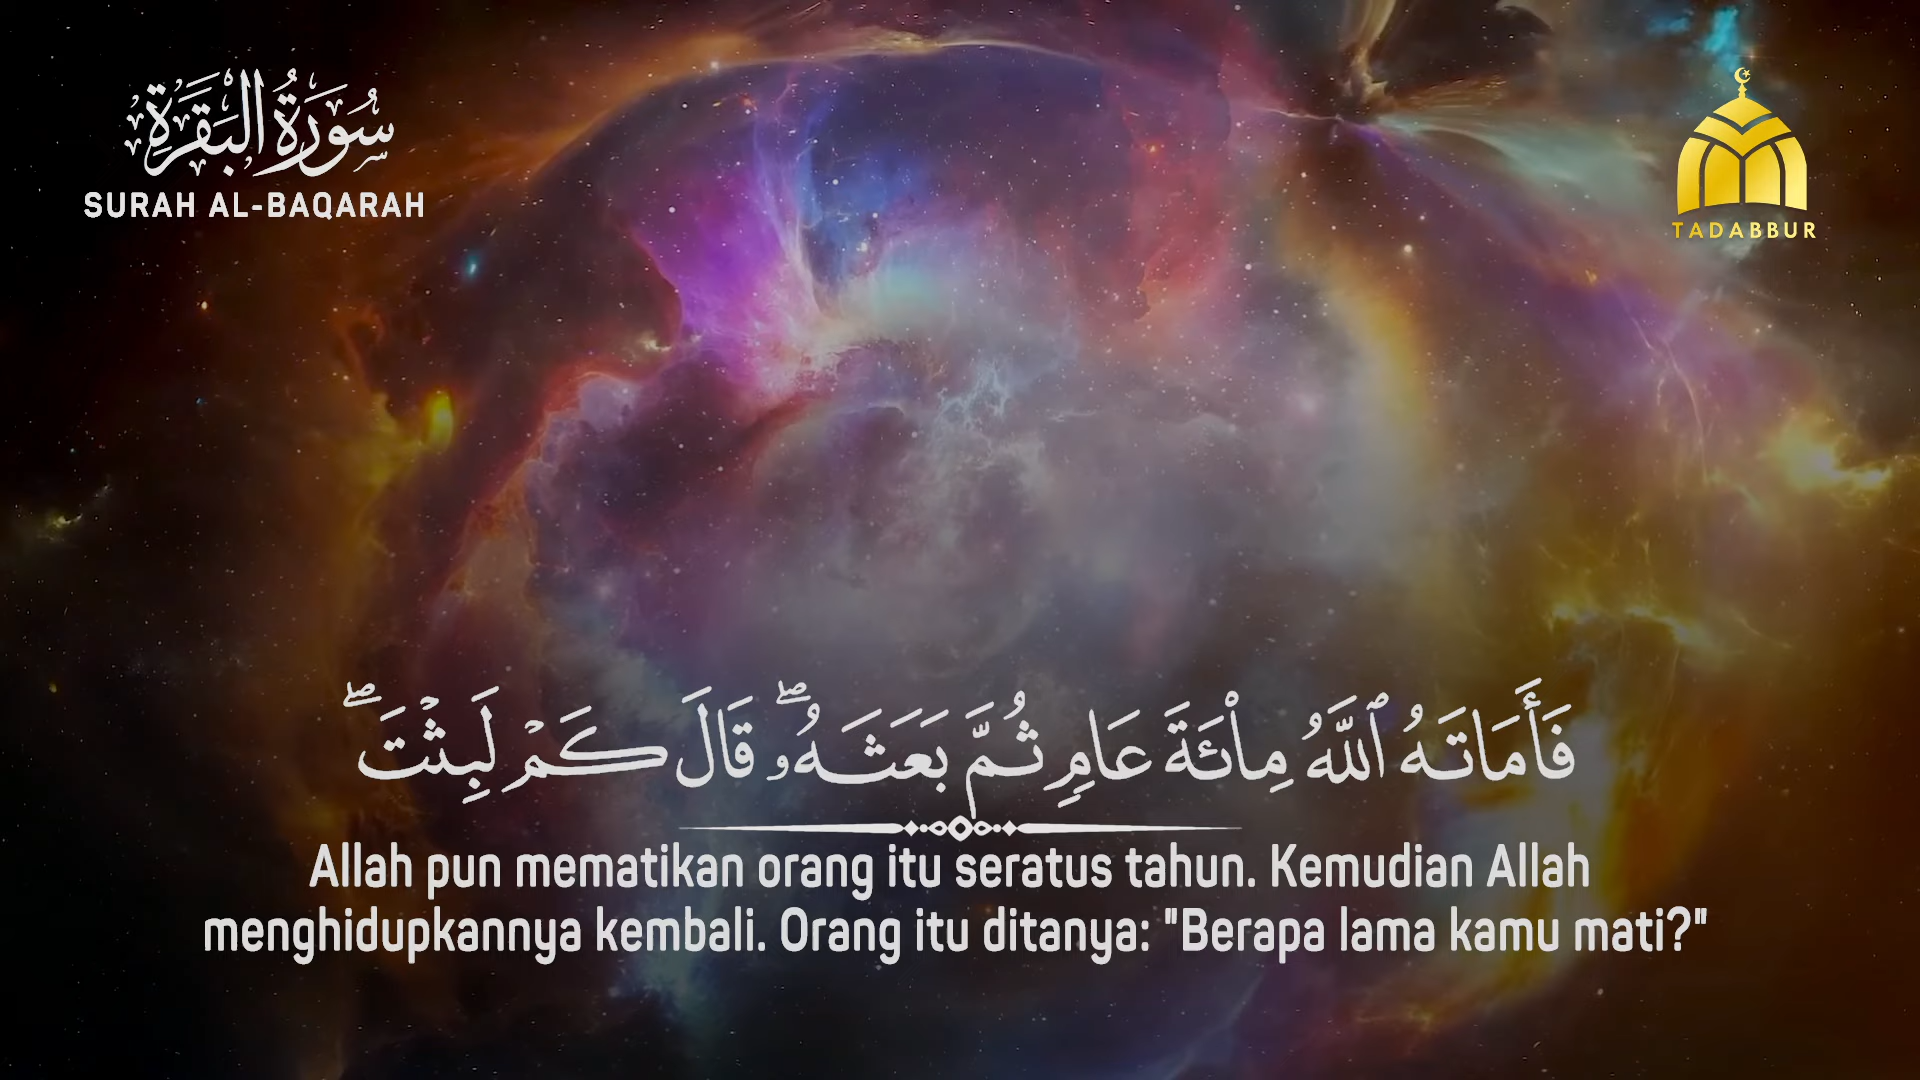 سُورَةُ الْبَقَرَةِ
SURAH AL-BAQARAH
TADABBUR
فَأَمَاتَهُ ٱللَّهُ مِا۟ئَةَ عَامٍ ثُمَّ بَعَثَهُۥ ۖ قَالَ كَمْ لَبِثْتَ ۖ
Allah pun mematikan orang itu seratus tahun. Kemudian Allah
menghidupkannya kembali. Orang itu ditanya: "Berapa lama kamu mati?"